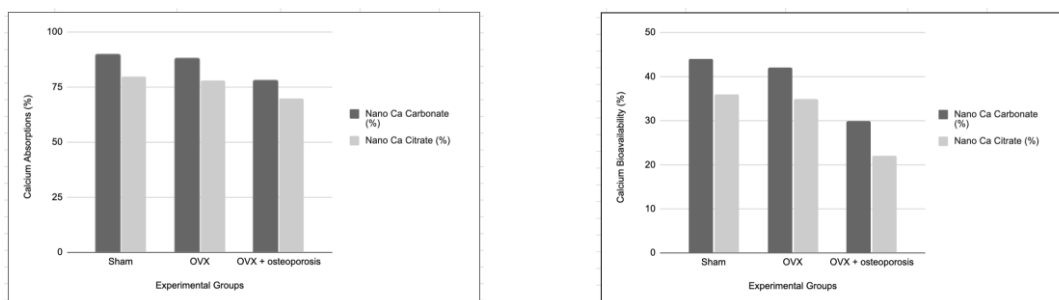 100
75
50
25
0
Calcium Absorptions (%)
Sham
OVX
OVX + osteoporosis
Experimental Groups
Nano Ca Carbonate
(%)
Nano Ca Citrate (%)
50
40
30
20
10
0
Calcium Bioavailability (%)
Sham
OVX
OVX + osteoporosis
Experimental Groups
Nano Ca Carbonate
(%)
Nano Ca Citrate (%)